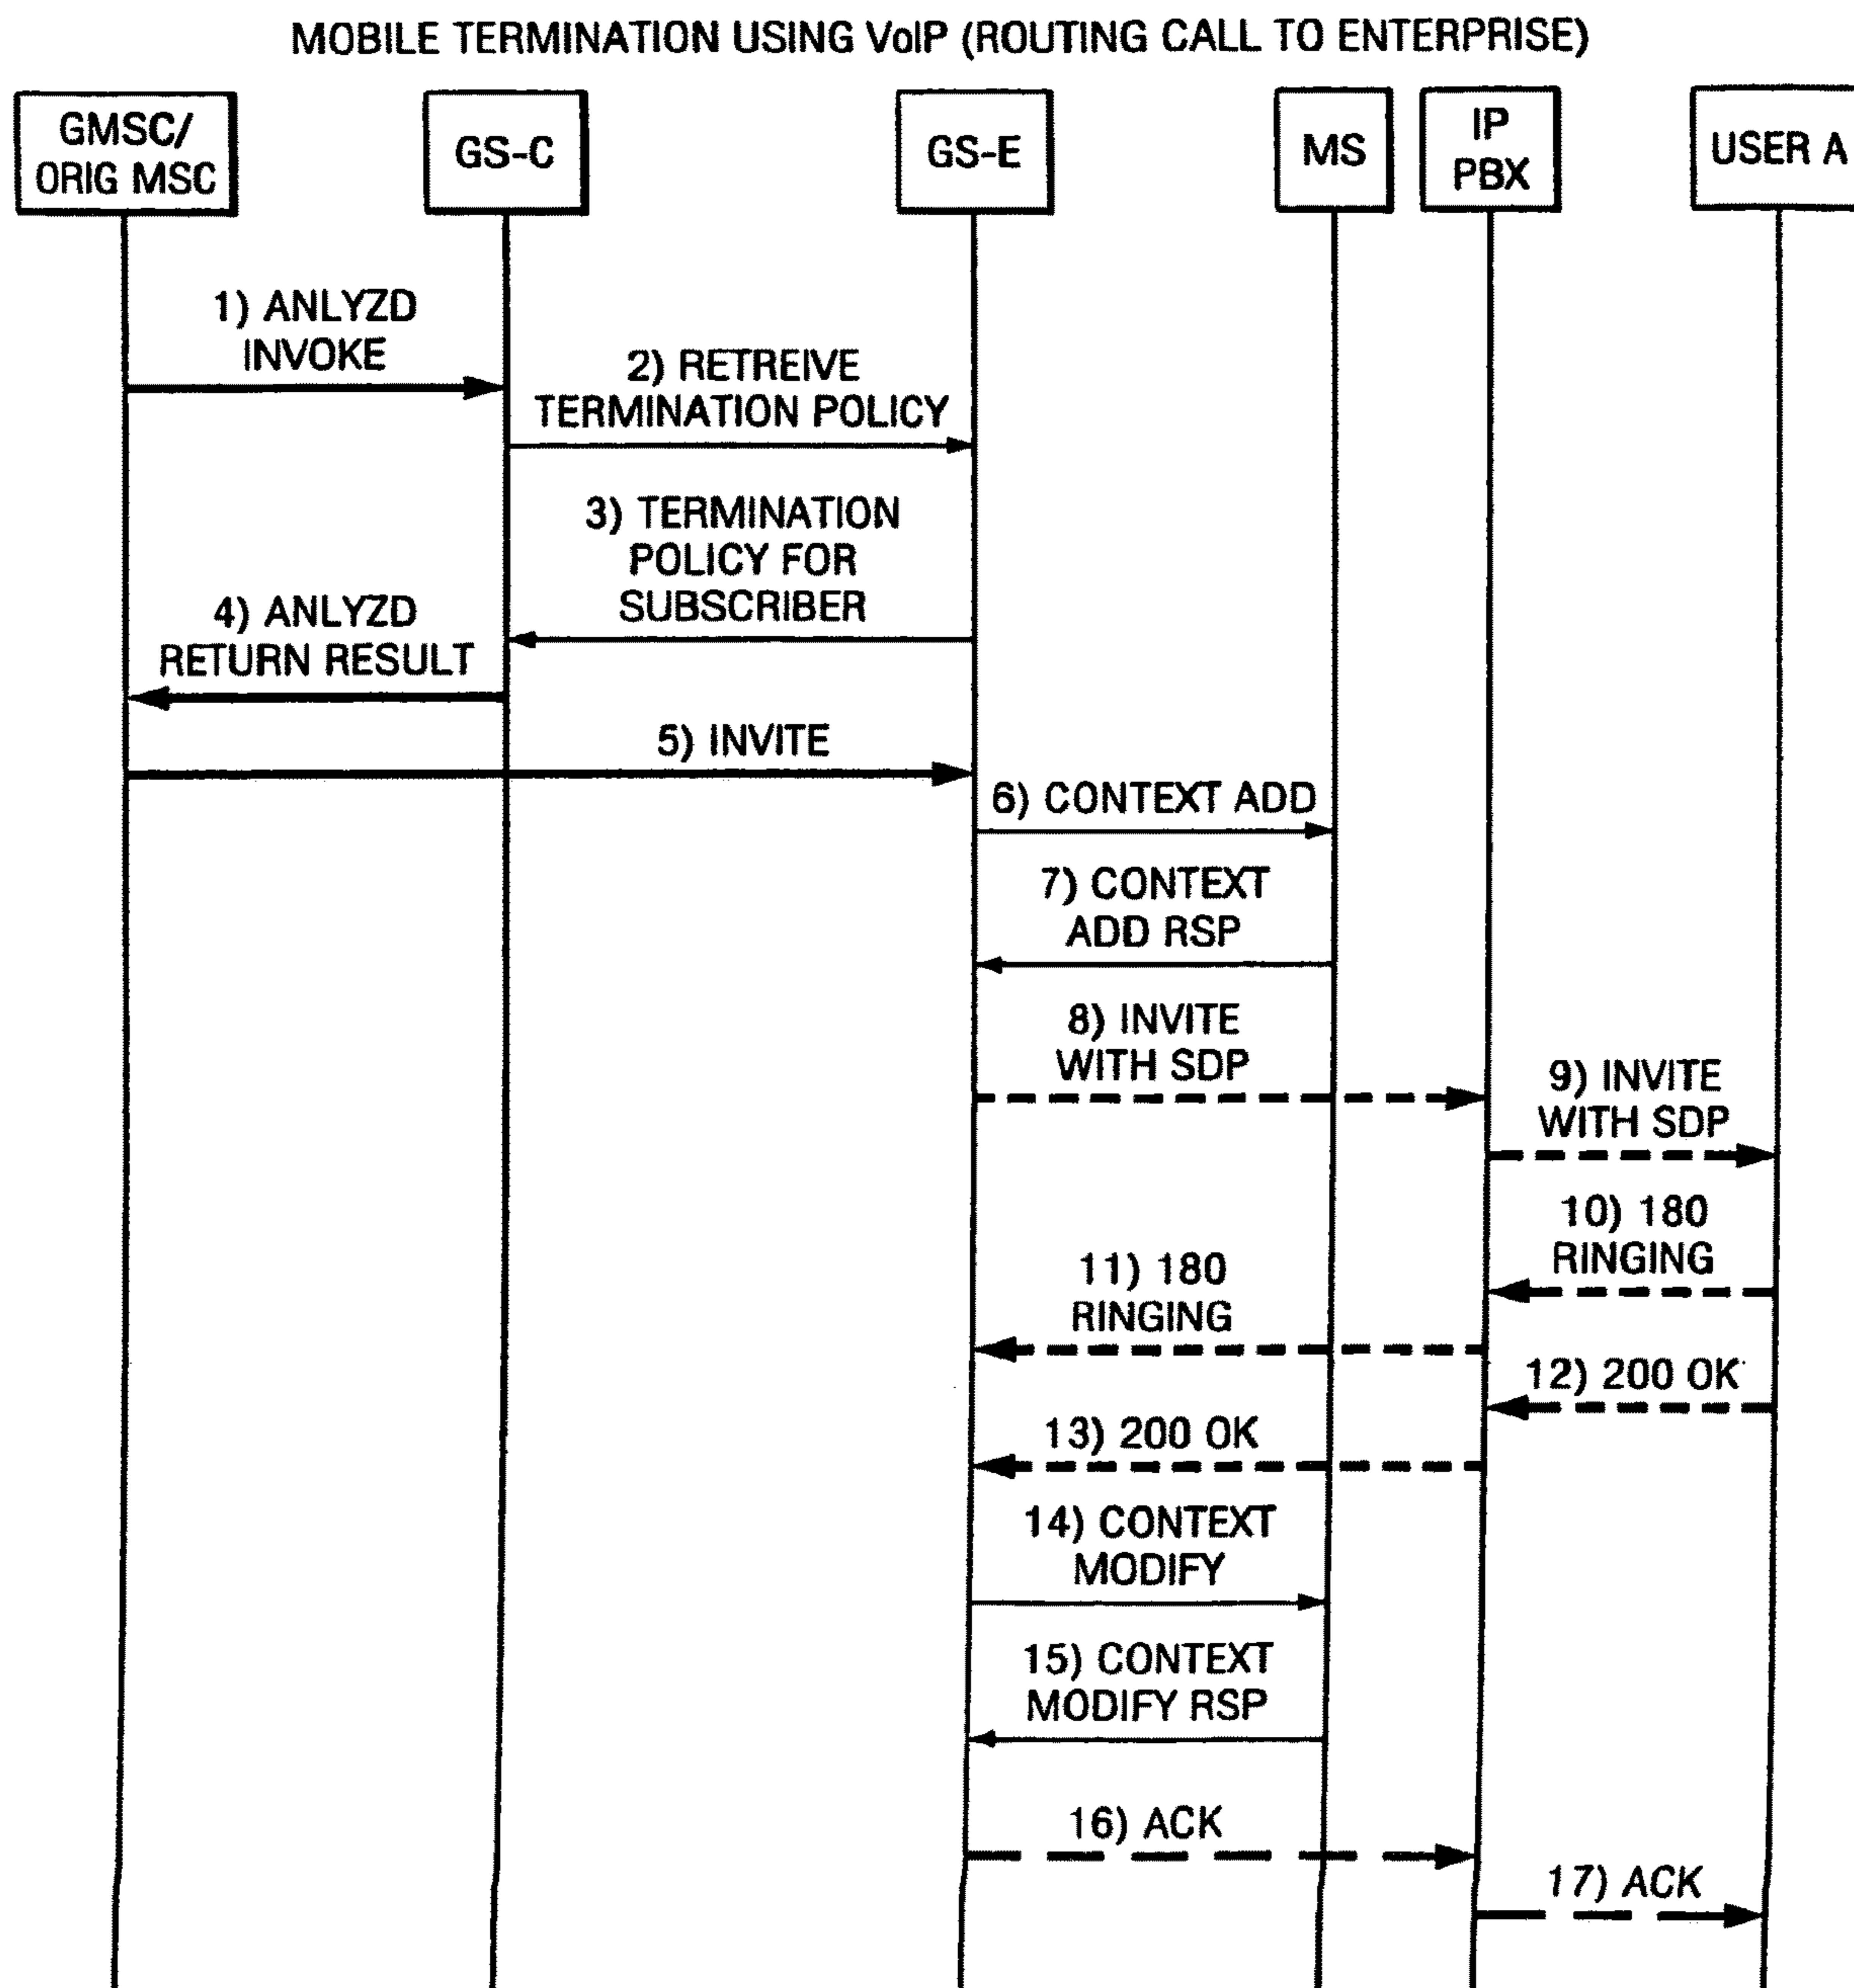 MOBILE TERMINATION USING VoIP (ROUTING CALL TO ENTERPRISE)
GMSC/
ORIG MSC
GS-C
GS-E
MS
IP
PBX
USER A
1) ANLYZD
INVOKE
2) RETREIVE
TERMINATION POLICY
3) TERMINATION
POLICY FOR
SUBSCRIBER
4) ANLYZD
RETURN RESULT
5) INVITE
6) CONTEXT ADD
7) CONTEXT
ADD RSP
8) INVITE
WITH SDP
9) INVITE
WITH SDP
10) 180
RINGING
11) 180
RINGING
12) 200 OK
13) 200 OK
14) CONTEXT
MODIFY
15) CONTEXT
MODIFY RSP
16) ACK
17) ACK